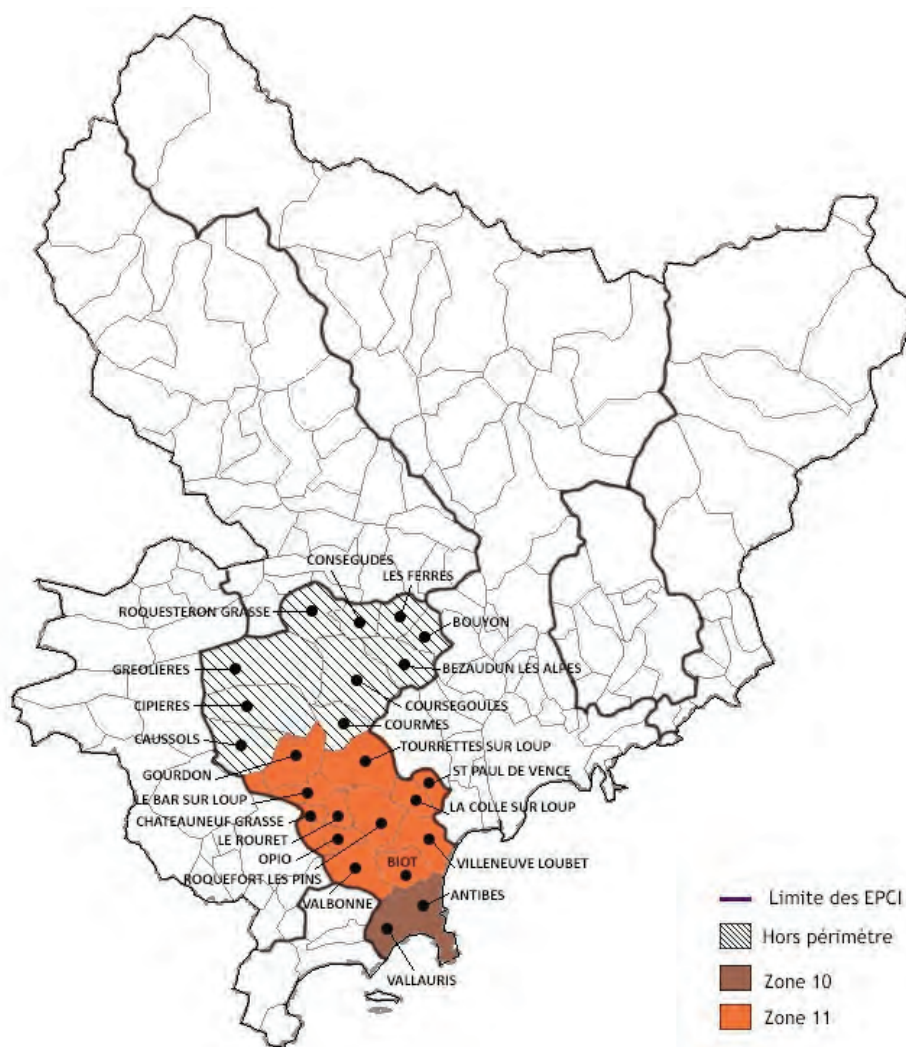 CONSEGUDES
LES FERRES
ROQUESTERON GRASSE
BOUYON
GREOLIERES
BEZAUDUN LES ALPES
CIPIERES
COURSEGOULES
CAUSSOLS
COURMES
TOURRETTES SUR LOUP
GOURDON
ST PAUL DE VENCE
LE BAR SUR LOUP
LA COLLE SUR LOUP
CHATEAUNEUF GRASSE
LE ROURET
OPIO
BIOT
VILLENEUVE LOUBET
ROQUEFORT LES PINS
VALBONNE
ANTIBES
VALLAURIS
Limite des EPCI
Hors périmètre
Zone 10
Zone 11